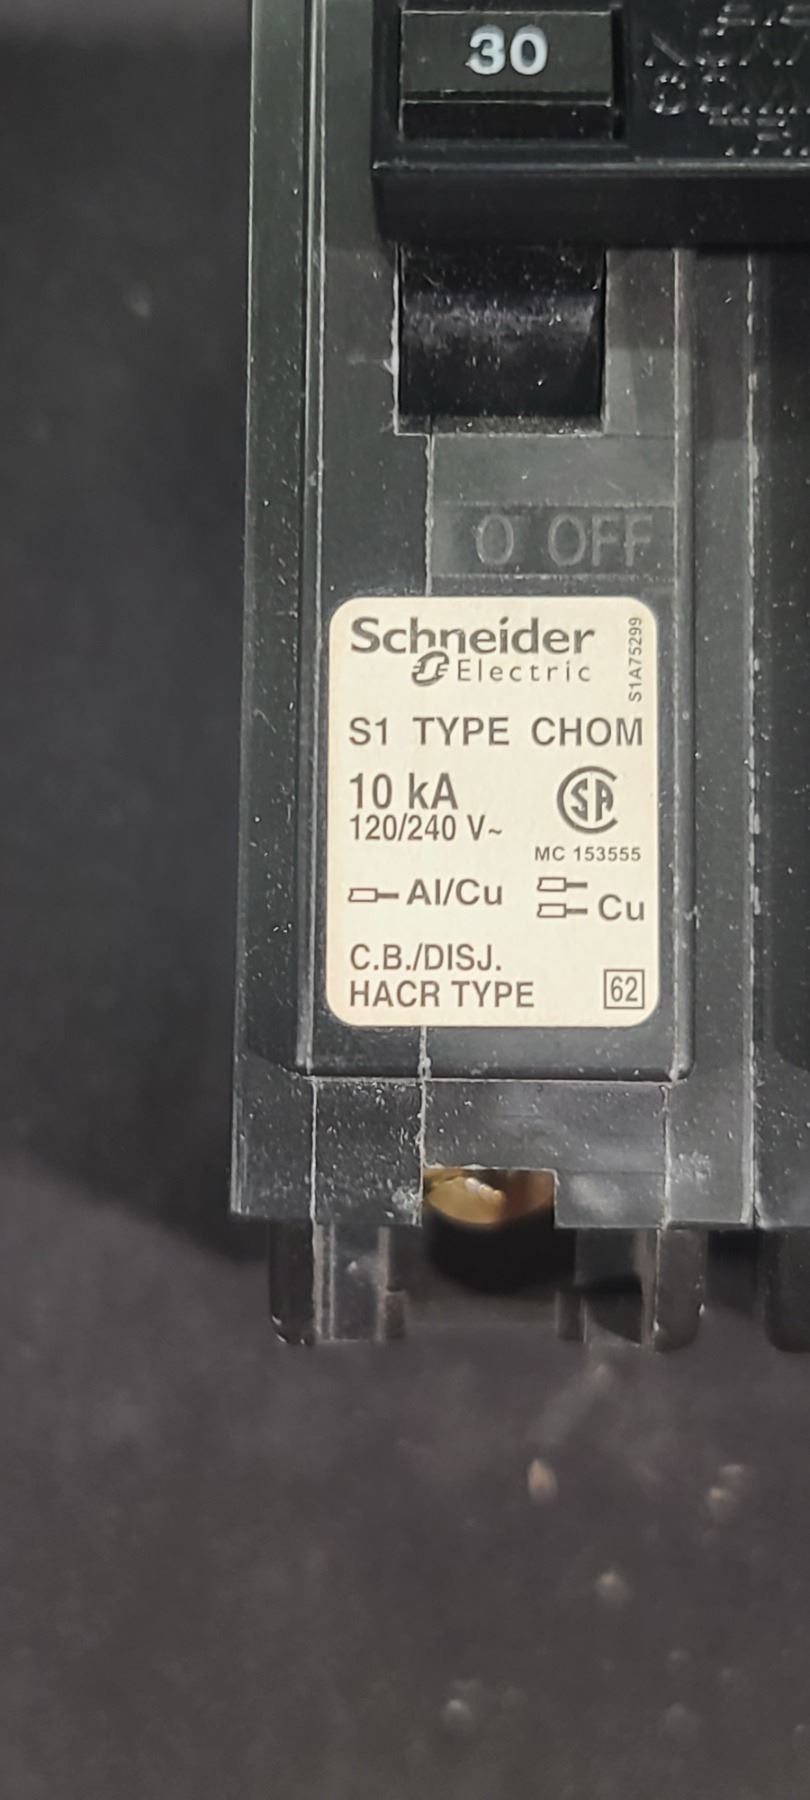 30
O OFF
Schneider
Electric
S1A75299
S1 TYPE CHOM
10 kA
120/240 V~
SA
MC 153555
Al/Cu
Cu
C.B./DISJ.
HACR TYPE
62